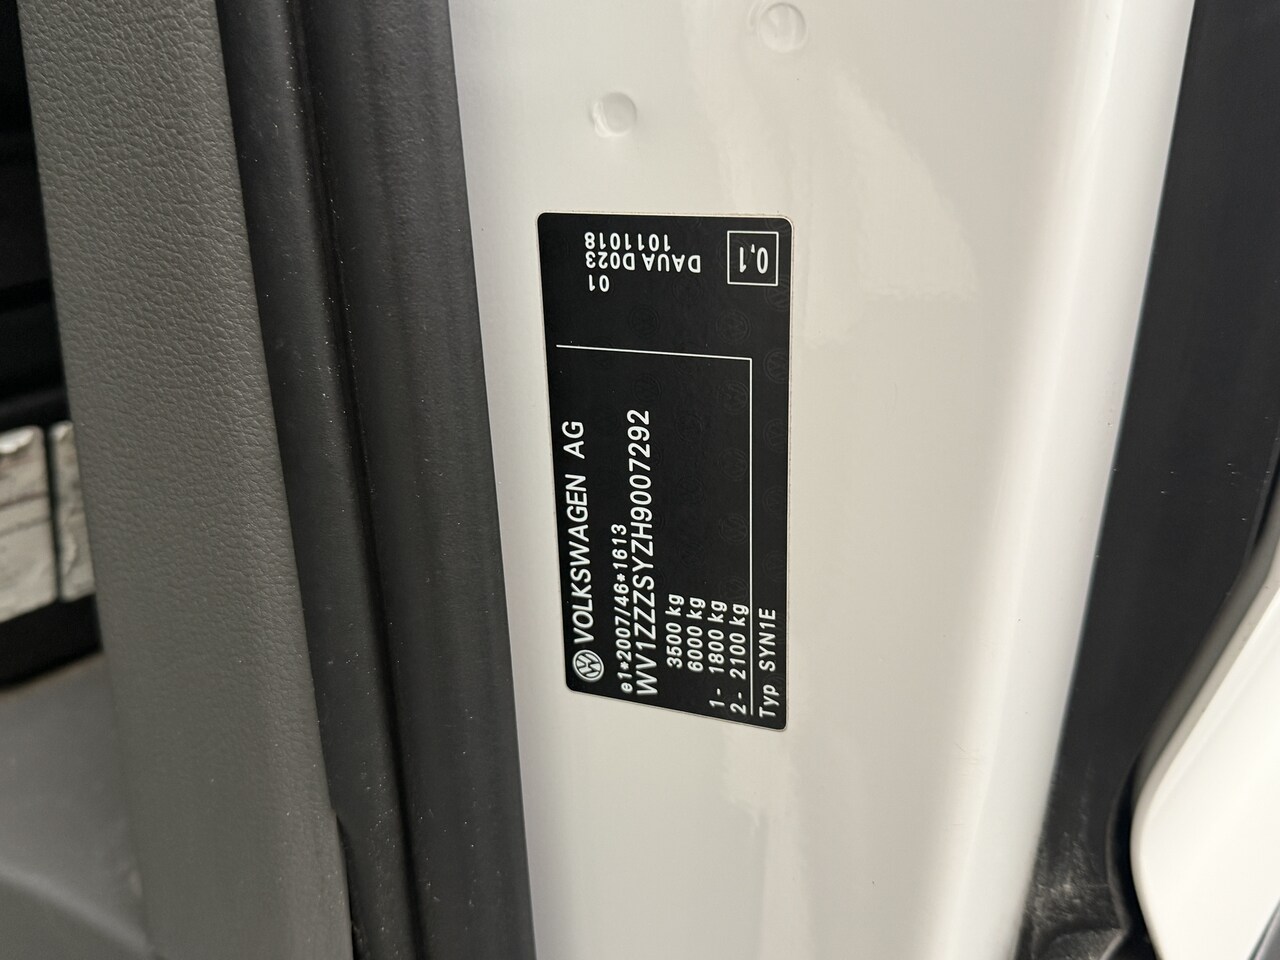 VOLKSWAGEN AG
e1*2007/46*1613
WV1ZZZSYZH9007292
3500 kg
6000 kg
1- 1800 kg
2- 2100 kg
Typ SYN1E
01
DAUA D023
1011018
0,1